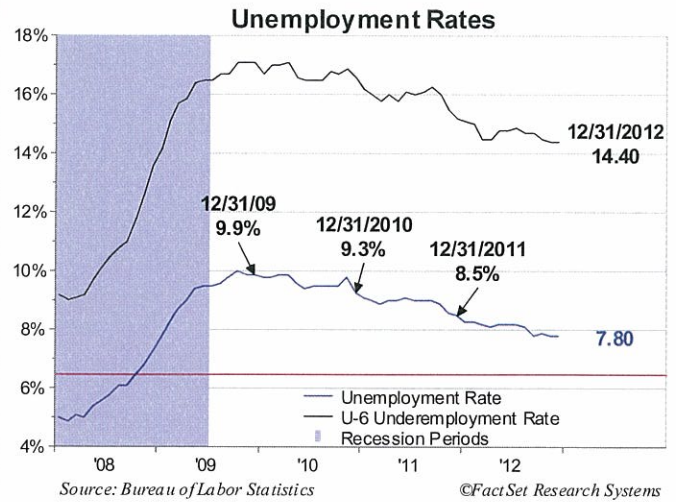 Unemployment Rates
18%
16%
14%
12%
10%
8%
6%
4%
12/31/2012
14.40
12/31/09
9.9%
12/31/2010
9.3%
12/31/2011
8.5%
7.80
Unemployment Rate
U-6 Underemployment Rate
Recession Periods
'08 '09 '10 '11 '12
Source: Bureau of Labor Statistics
©FactSet Research Systems